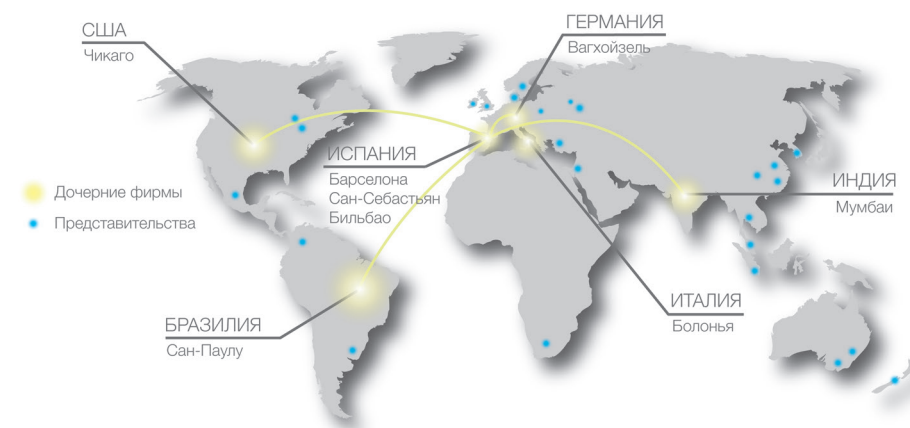 США
Чикаго
ГЕРМАНИЯ
Вагхойзель
ИСПАНИЯ
Барселона
Сан-Себастьян
Бильбао
ИНДИЯ
Мумбаи
Дочерние фирмы
Представительства
ИТАЛИЯ
Болонья
БРАЗИЛИЯ
Сан-Паулу